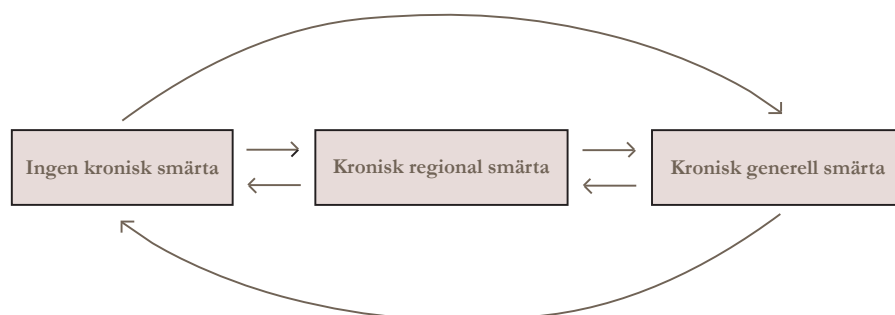 Ingen kronisk smärta
Kronisk regional smärta
Kronisk generell smärta